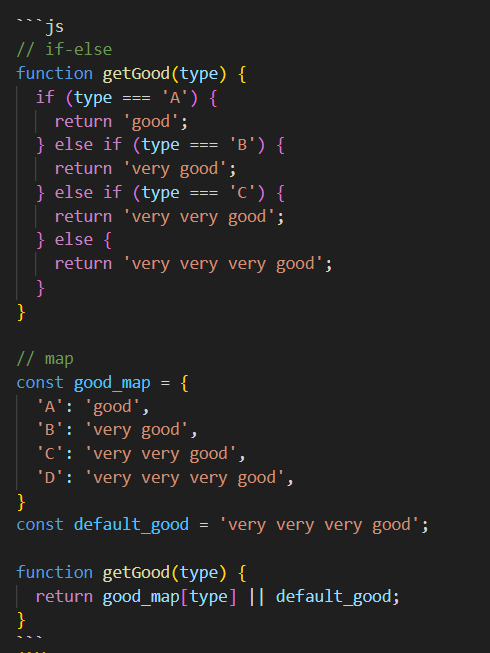 ```js
// if-else
function getGood(type) {
  if (type === 'A') {
    return 'good';
  } else if (type === 'B') {
    return 'very good';
  } else if (type === 'C') {
    return 'very very good';
  } else {
    return 'very very very good';
  }
}

// map
const good_map = {
  'A': 'good',
  'B': 'very good',
  'C': 'very very good',
  'D': 'very very very good',
}
const default_good = 'very very very good';

function getGood(type) {
  return good_map[type] || default_good;
}
```